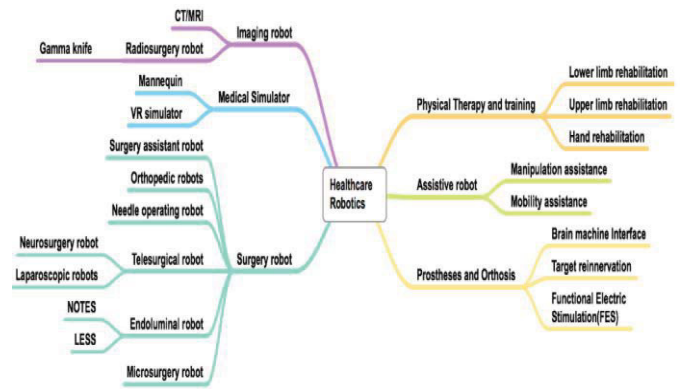 CT/MRI
Imaging robot
Gamma knife
Radiosurgery robot
Mannequin
Medical Simulator
VR simulator
Surgery assistant robot
Orthopedic robots
Needle operating robot
Neurosurgery robot
Telesurgical robot
Surgery robot
Laparoscopic robots
NOTES
Endoluminal robot
LESS
Microsurgery robot
Healthcare
Robotics
Lower limb rehabilitation
Physical Therapy and training
Upper limb rehabilitation
Hand rehabilitation
Manipulation assistance
Assistive robot
Mobility assistance
Brain machine Interface
Prostheses and Orthosis
Target reinnervation
Functional Electric
Stimulation(FES)